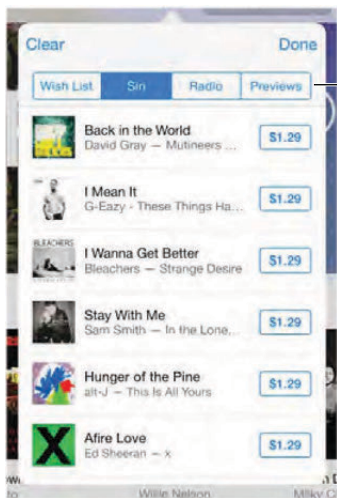 Clear Done
Wish List Siri Radio Previews
Back in the World
David Gray — Mutineers ...
$1.29
I Mean It
G-Eazy - These Things Ha...
$1.29
BLEACHERS
I Wanna Get Better
Bleachers — Strange Desire
$1.29
Stay With Me
Sam Smith — In the Lone...
$1.29
Hunger of the Pine
alt-J — This Is All Yours
$1.29
X
Afire Love
Ed Sheeran — x
$1.29
Willie Nelson Milky C